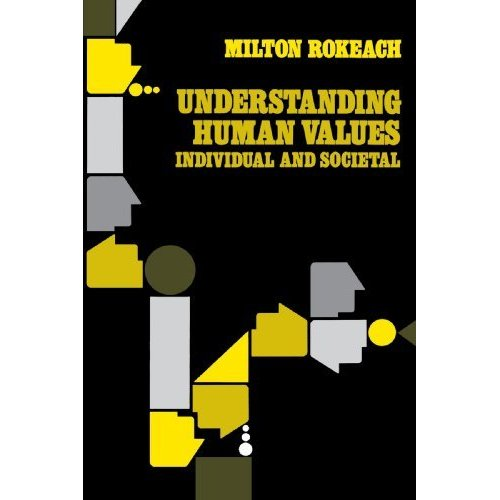 MILTON ROKEACH
UNDERSTANDING
HUMAN VALUES
INDIVIDUAL AND SOCIETAL